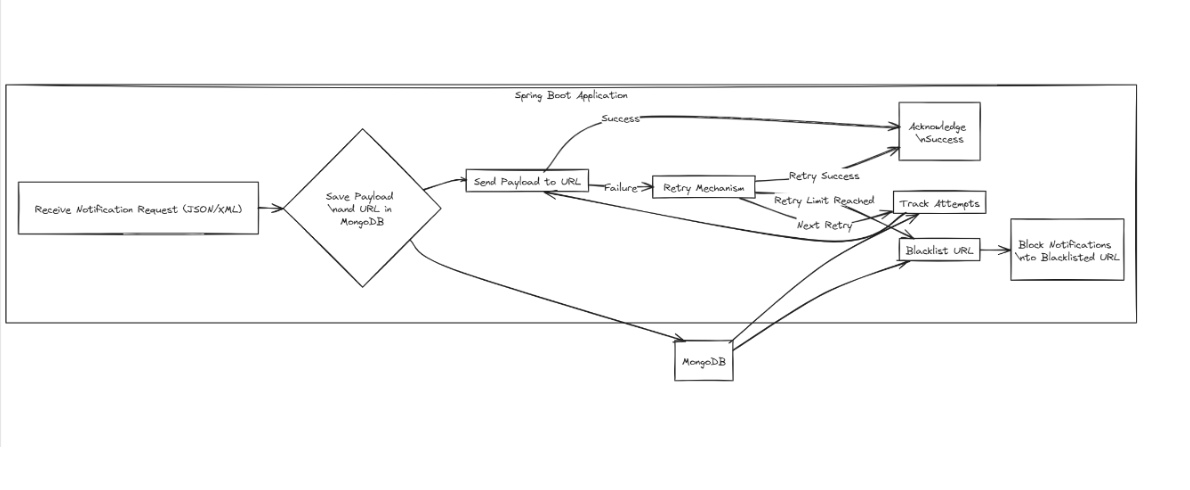 Spring Boot Application
Success
Acknowledge
\nSuccess
Receive Notification Request (JSON/XML)
Save Payload
\nand URL in
MongoDB
Send Payload to URL
Failure
Retry Mechanism
Retry Success
Retry Limit Reached
Next Retry
Track Attempts
Blacklist URL
Block Notifications
\nto Blacklisted URL
MongoDB